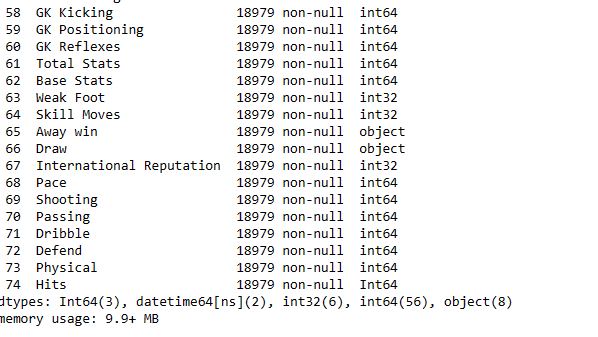 58 GK Kicking 18979 non-null int64
59 GK Positioning 18979 non-null int64
60 GK Reflexes 18979 non-null int64
61 Total Stats 18979 non-null int64
62 Base Stats 18979 non-null int64
63 Weak Foot 18979 non-null int32
64 Skill Moves 18979 non-null int32
65 Away win 18979 non-null object
66 Draw 18979 non-null object
67 International Reputation 18979 non-null int32
68 Pace 18979 non-null int64
69 Shooting 18979 non-null int64
70 Passing 18979 non-null int64
71 Dribble 18979 non-null int64
72 Defend 18979 non-null int64
73 Physical 18979 non-null int64
74 Hits 18979 non-null Int64
dtypes: Int64(3), datetime64[ns](2), int32(6), int64(56), object(8)
memory usage: 9.9+ MB